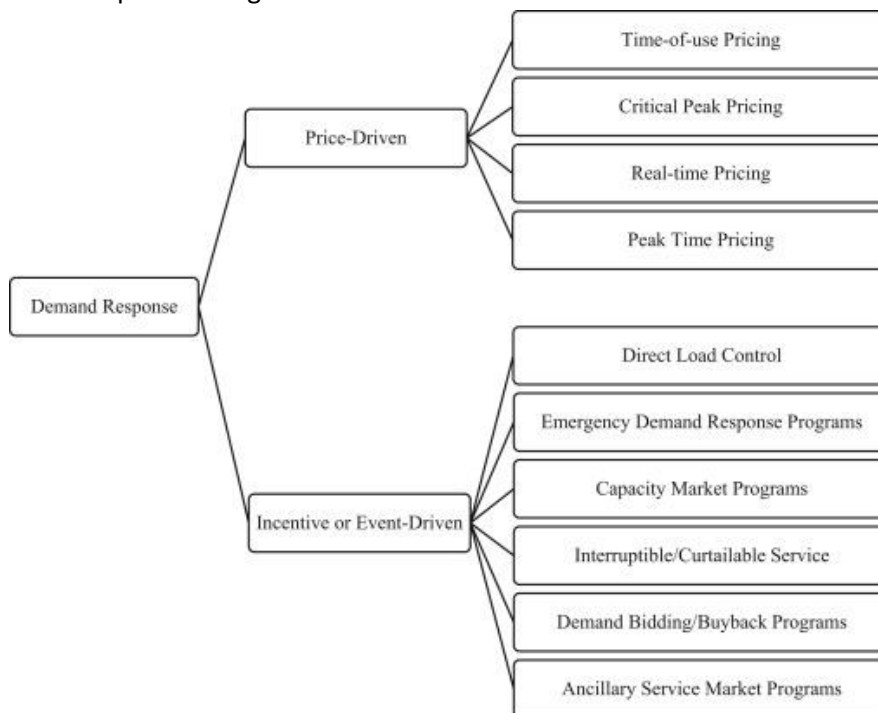 Time-of-use Pricing
Critical Peak Pricing
Price-Driven
Real-time Pricing
Peak Time Pricing
Demand Response
Direct Load Control
Emergency Demand Response Programs
Capacity Market Programs
Incentive or Event-Driven
Interruptible/Curtailable Service
Demand Bidding/Buyback Programs
Ancillary Service Market Programs